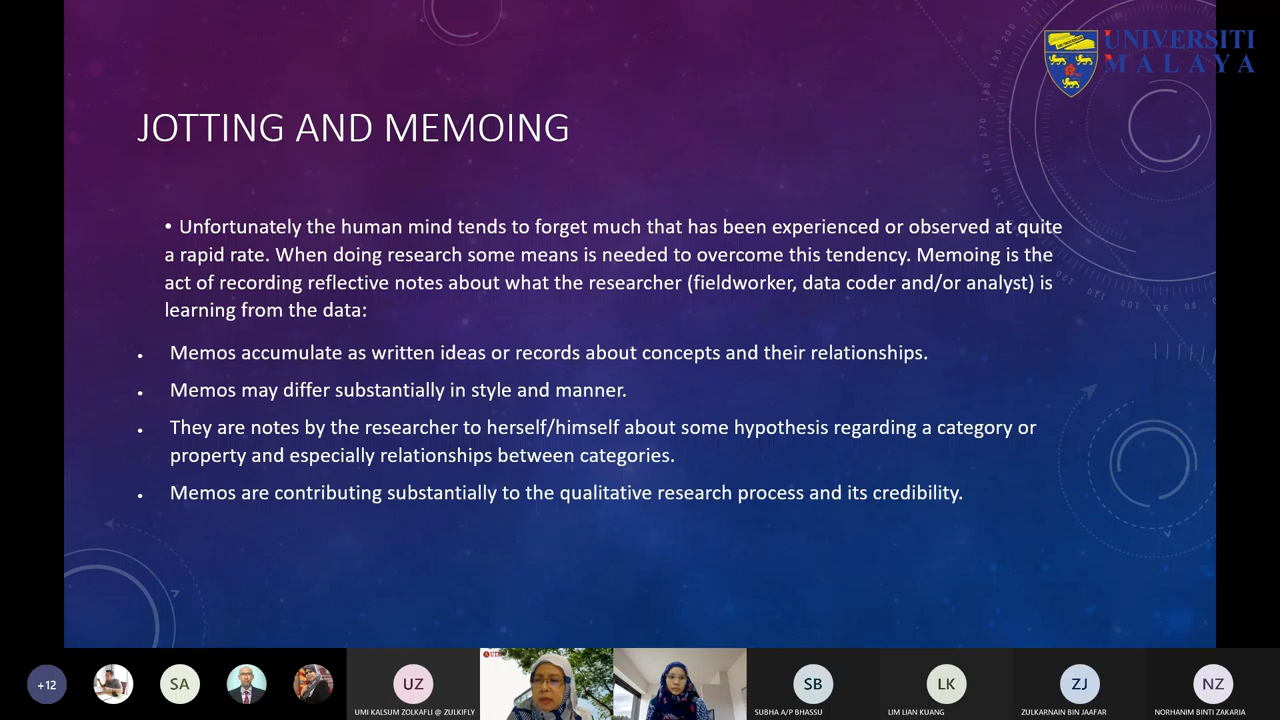 UNIVERSITI
MALAYA
JOTTING AND MEMOING
• Unfortunately the human mind tends to forget much that has been experienced or observed at quite
a rapid rate. When doing research some means is needed to overcome this tendency. Memoing is the
act of recording reflective notes about what the researcher (fieldworker, data coder and/or analyst) is
learning from the data:
• Memos accumulate as written ideas or records about concepts and their relationships.
• Memos may differ substantially in style and manner.
• They are notes by the researcher to herself/himself about some hypothesis regarding a category or
property and especially relationships between categories.
• Memos are contributing substantially to the qualitative research process and its credibility.
+12
SA
UZ
SB
LK
ZJ
NZ
UMI KALSUM ZOLKAFLI @ ZULKIFLY
SUBHA A/P BHASSU
LIM LIAN KUANG
ZULKARNAIN BIN JAAFAR
NORHANIM BINTI ZAKARIA